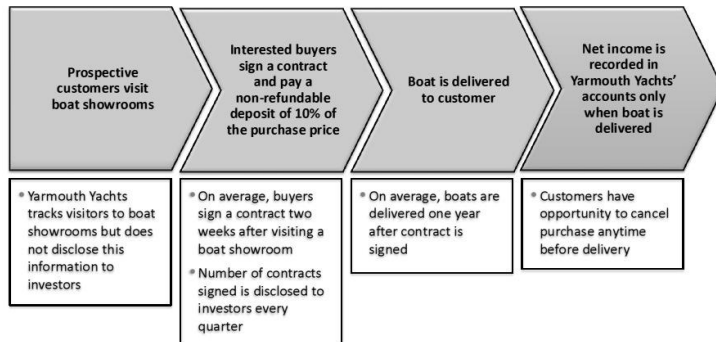 Prospective
customers visit
boat showrooms
Interested buyers
sign a contract
and pay a
non-refundable
deposit of 10% of
the purchase price
Boat is delivered
to customer
Net income is
recorded in
Yarmouth Yachts’
accounts only
when boat is
delivered
• Yarmouth Yachts
tracks visitors to boat
showrooms but does
not disclose this
information to
investors
• On average, buyers
sign a contract two
weeks after visiting a
boat showroom
• Number of contracts
signed is disclosed to
investors every
quarter
• On average, boats are
delivered one year
after contract is
signed
• Customers have
opportunity to cancel
purchase anytime
before delivery